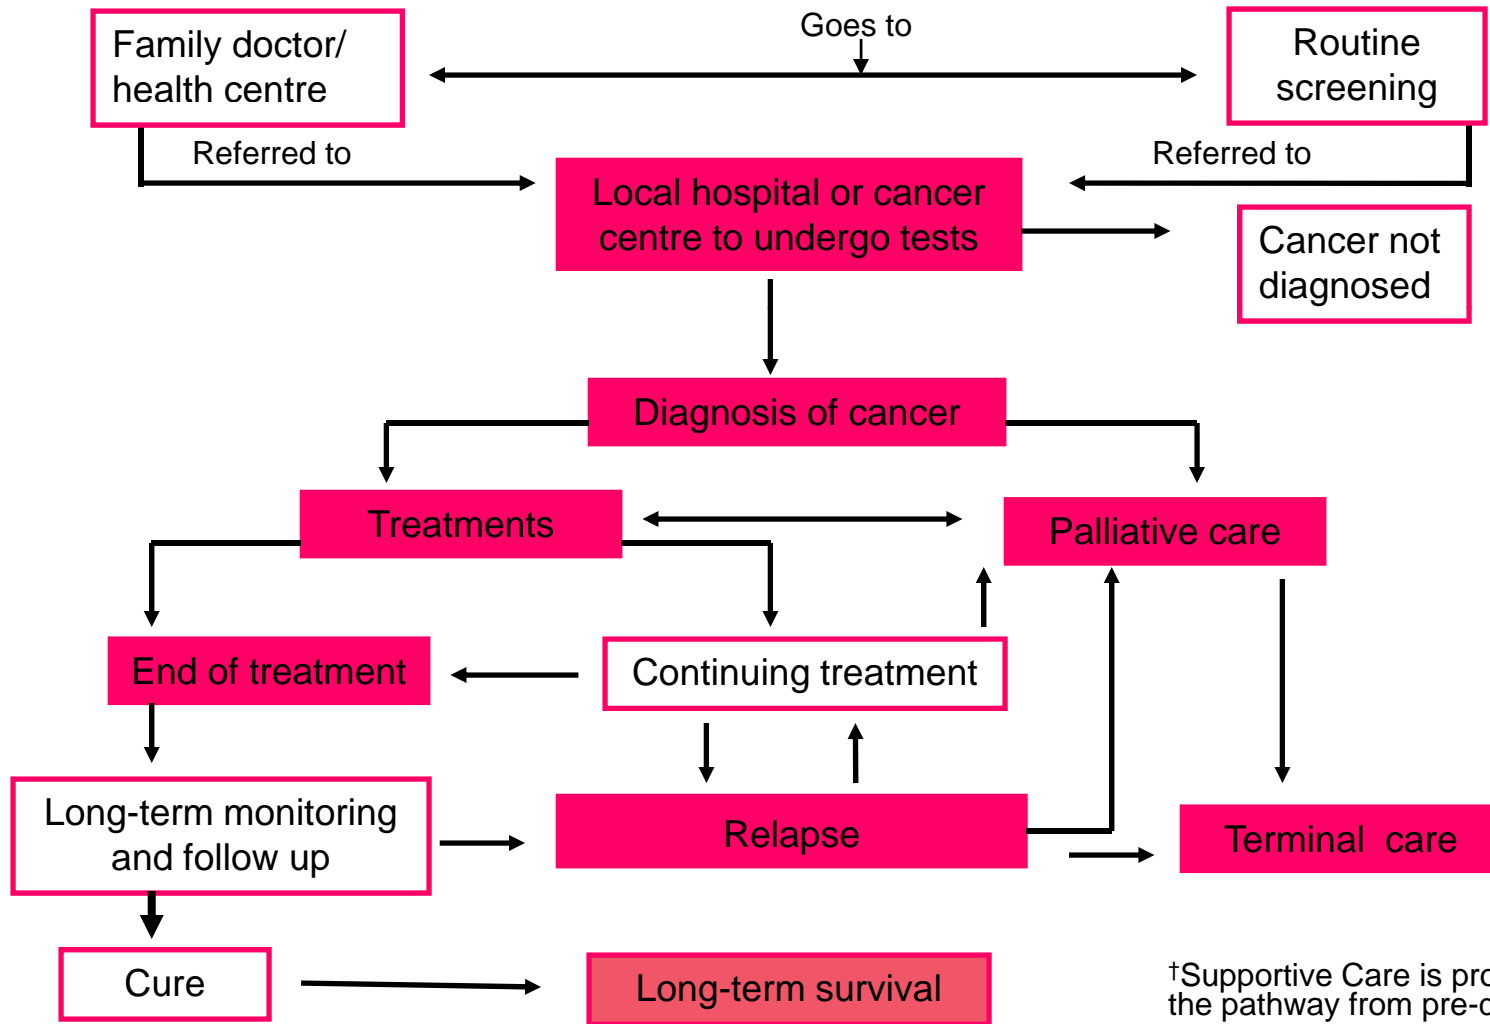 Goes to
Family doctor/
health centre
Routine
screening
Referred to
Referred to
Local hospital or cancer
centre to undergo tests
Cancer not
diagnosed
Diagnosis of cancer
Treatments
Palliative care
End of treatment
Continuing treatment
Long-term monitoring
and follow up
Relapse
Terminal care
Cure
Long-term survival
†Supportive Care is pro
the pathway from pre-d